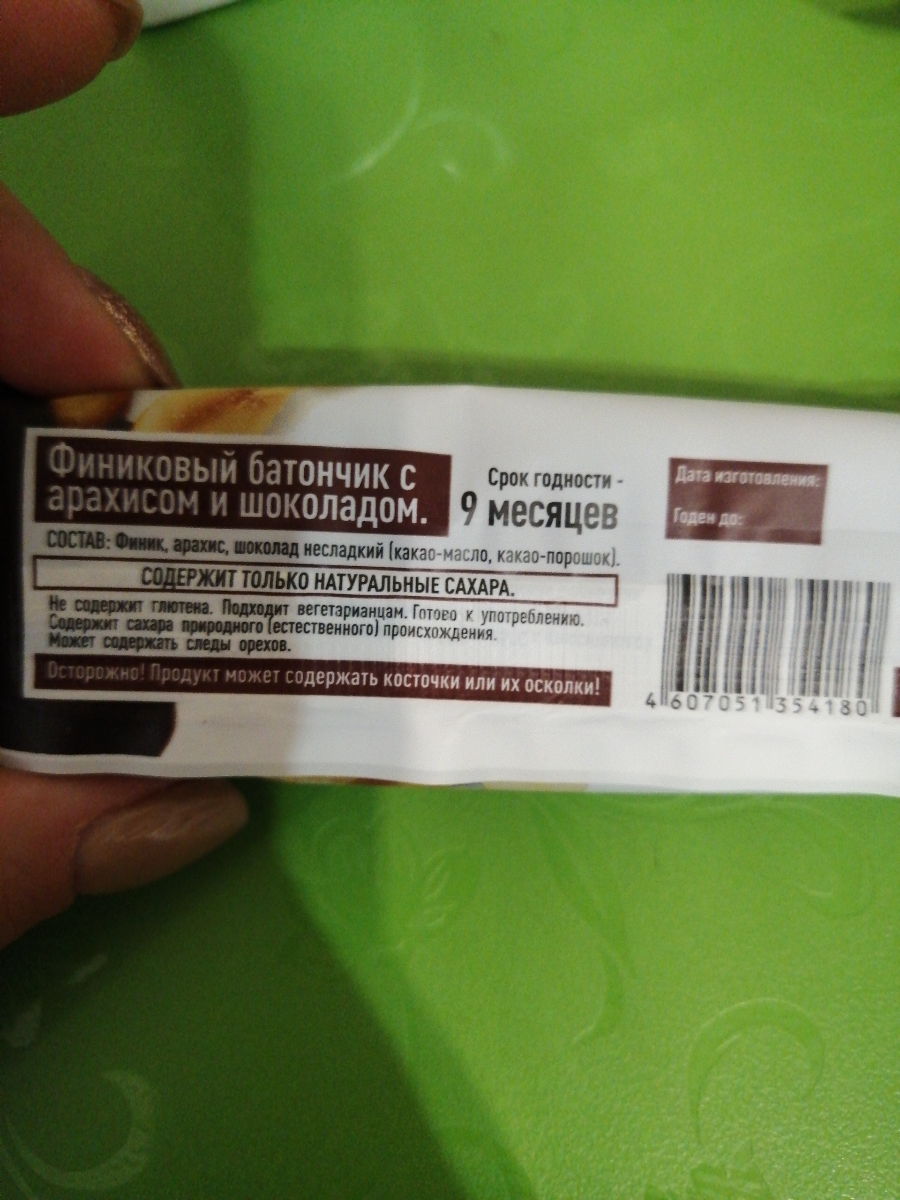 Финиковый батончик с
арахисом и шоколадом.
Срок годности -
9 месяцев
СОСТАВ: Финик, арахис, шоколад несладкий (какао-масло, какао-порошок).
СОДЕРЖИТ ТОЛЬКО НАТУРАЛЬНЫЕ САХАРА.
Не содержит глютена. Подходит вегетарианцам. Готово к употреблению.
Содержит сахара природного (естественного) происхождения.
Может содержать следы орехов.
Осторожно! Продукт может содержать косточки или их осколки!
Дата изготовления:
Годен до:
4 607051 354180